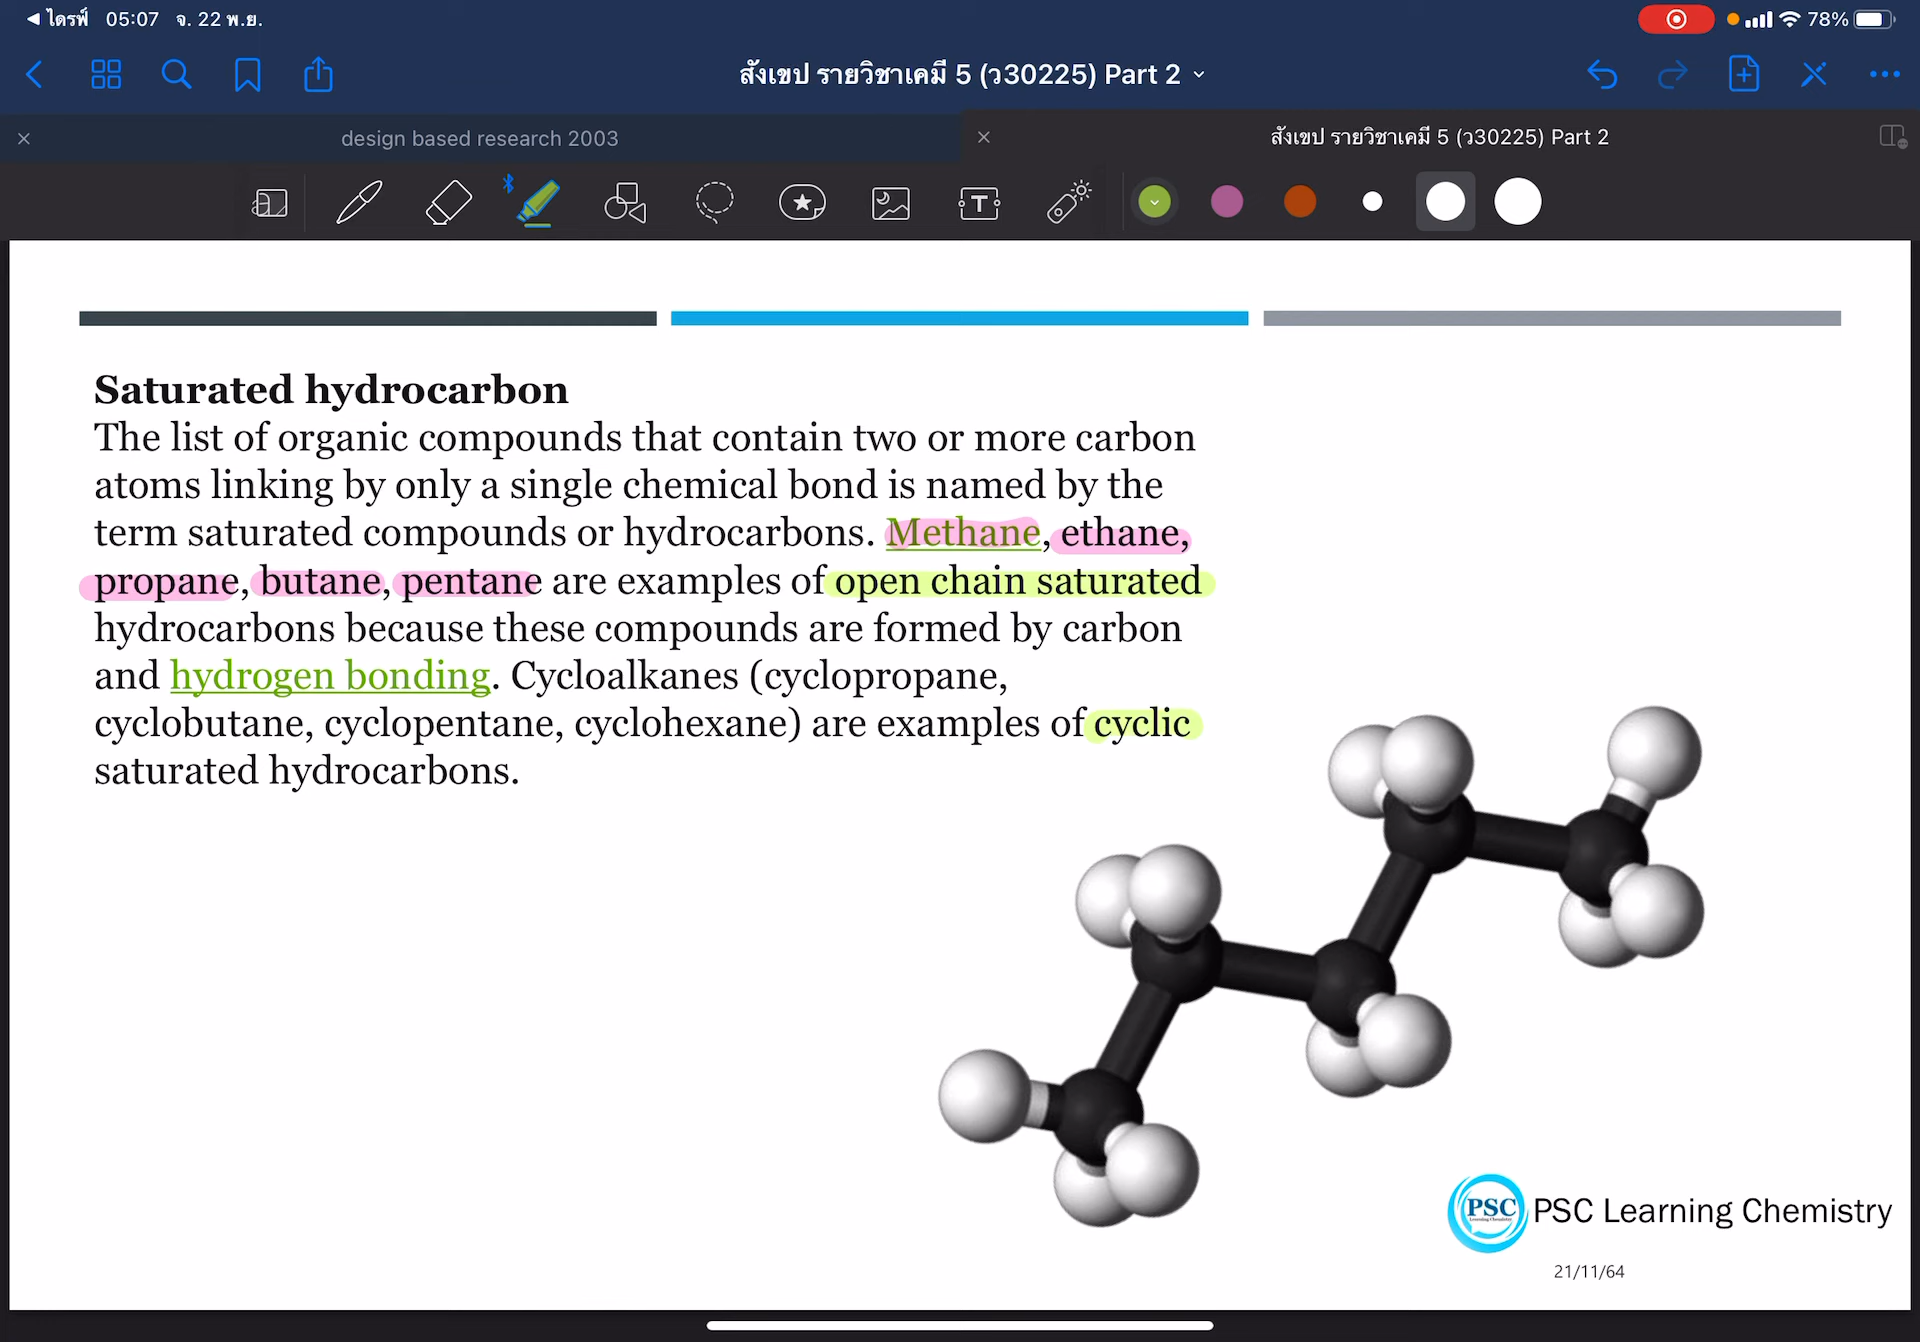 ไดรฟ์ 05:07 จ. 22 พ.ย.
78%
สังเขป รายวิชาเคมี 5 (ว30225) Part 2
design based research 2003
สังเขป รายวิชาเคมี 5 (ว30225) Part 2
T
Saturated hydrocarbon
The list of organic compounds that contain two or more carbon
atoms linking by only a single chemical bond is named by the
term saturated compounds or hydrocarbons. Methane, ethane,
propane, butane, pentane are examples of open chain saturated
hydrocarbons because these compounds are formed by carbon
and hydrogen bonding. Cycloalkanes (cyclopropane,
cyclobutane, cyclopentane, cyclohexane) are examples of cyclic
saturated hydrocarbons.
PSC
Learning Chemistry
PSC Learning Chemistry
21/11/64